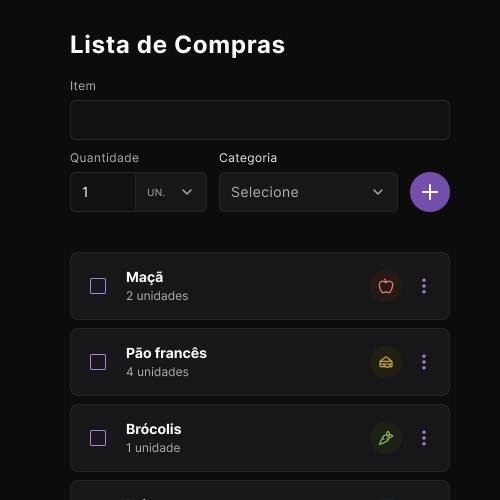 Lista de Compras
Item
Quantidade
Categoria
1
UN.
Selecione
Maçã
2 unidades
Pão francês
4 unidades
Brócolis
1 unidade